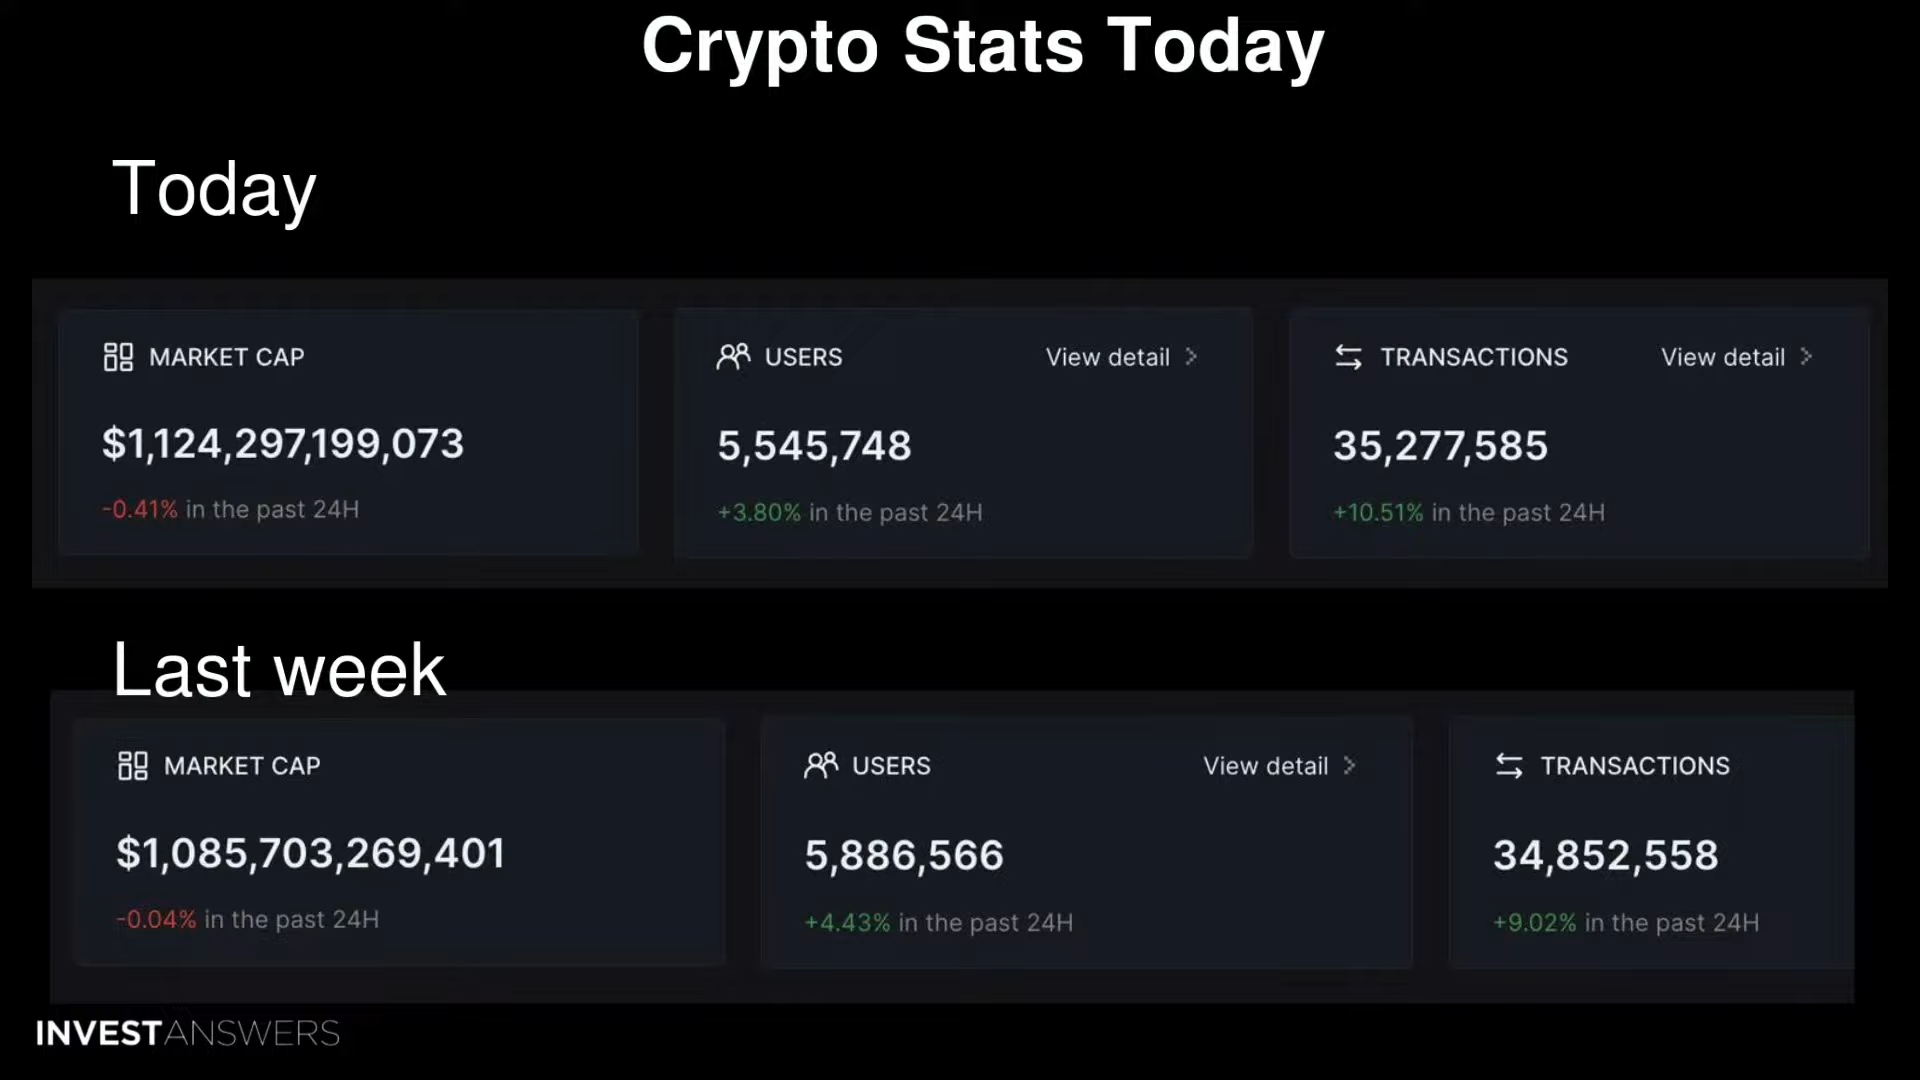 Crypto Stats Today
Today
MARKET CAP
$1,124,297,199,073
-0.41% in the past 24H
USERS View detail >
5,545,748
+3.80% in the past 24H
TRANSACTIONS View detail >
35,277,585
+10.51% in the past 24H
Last week
MARKET CAP
$1,085,703,269,401
-0.04% in the past 24H
USERS View detail >
5,886,566
+4.43% in the past 24H
TRANSACTIONS
34,852,558
+9.02% in the past 24H
INVESTANSWERS